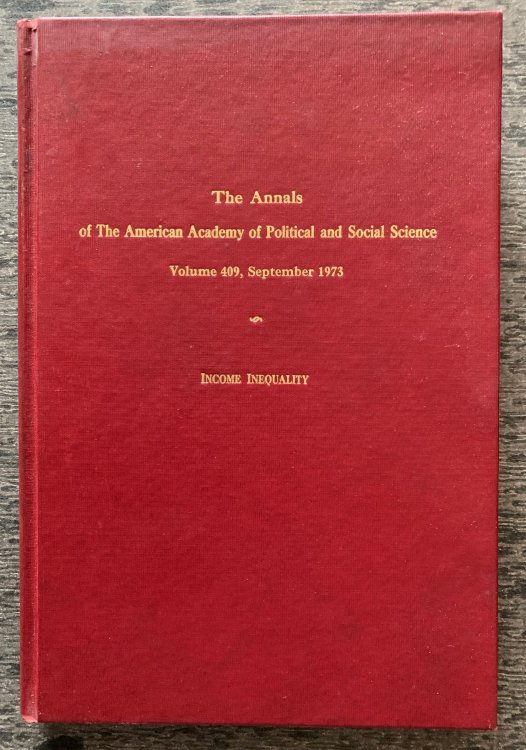 The Annals
of The American Academy of Political and Social Science
Volume 409, September 1973
INCOME INEQUALITY